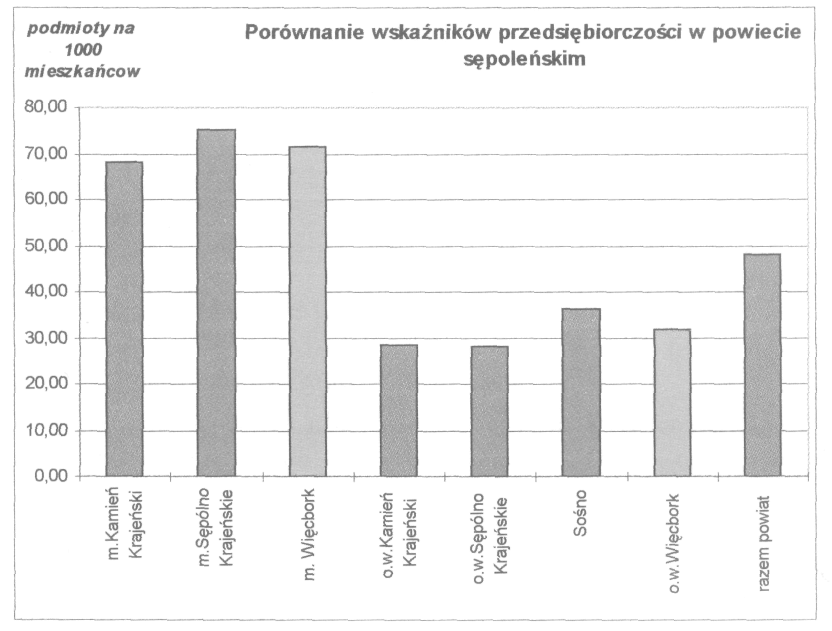 podmioty na
1000
mieszkańcow
Porównanie wskaźników przedsiębiorczości w powiecie
sępoleńskim
80,00
70,00
60,00
50,00
40,00
30,00
20,00
10,00
0,00
m.Kamień
Krajeński
m.Sępólno
Krajeńskie
m. Więcbork
o.w.Kamień
Krajeński
o.w.Sępólno
Krajeńskie
Sośno
o.w.Więcbork
razem powiat